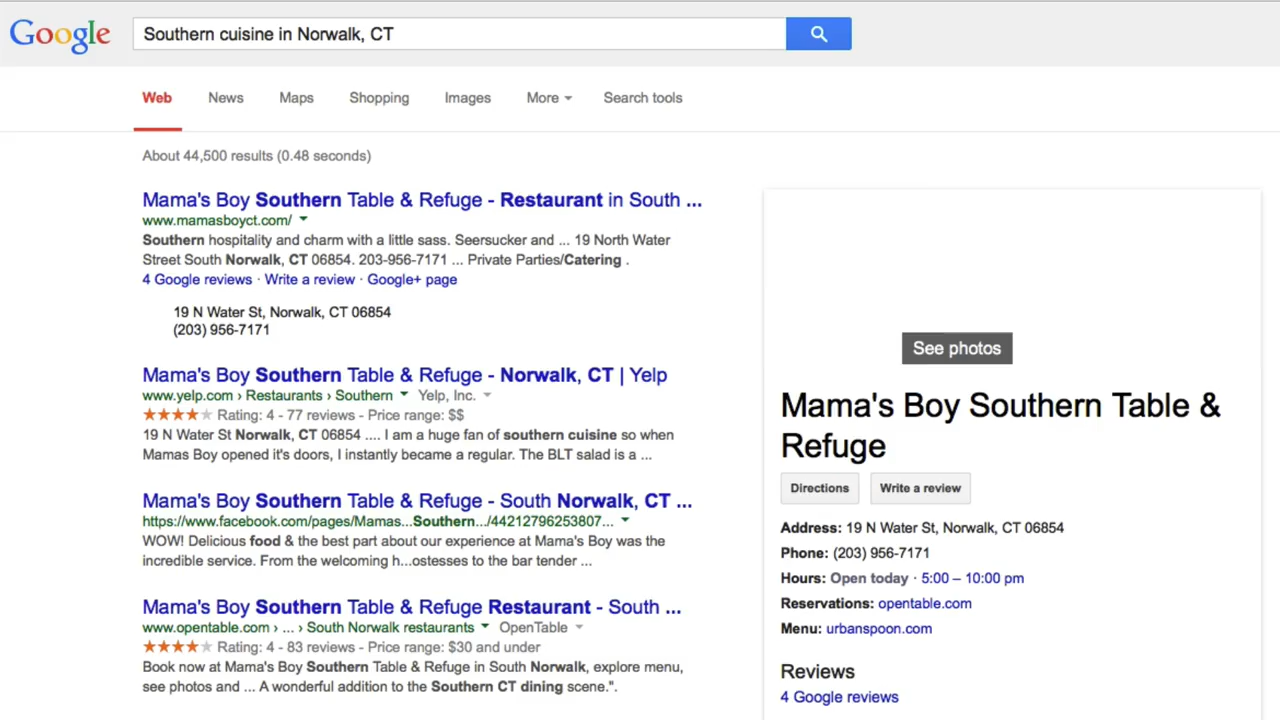 Google
Southern cuisine in Norwalk, CT
Web News Maps Shopping Images More Search tools
About 44,500 results (0.48 seconds)
Mama's Boy Southern Table & Refuge - Restaurant in South ...
www.mamasboyct.com/
Southern hospitality and charm with a little sass. Seersucker and ... 19 North Water
Street South Norwalk, CT 06854. 203-956-7171 ... Private Parties/Catering .
4 Google reviews · Write a review · Google+ page
19 N Water St, Norwalk, CT 06854
(203) 956-7171
Mama's Boy Southern Table & Refuge - Norwalk, CT | Yelp
www.yelp.com › Restaurants › Southern Yelp, Inc.
Rating: 4 - 77 reviews - Price range: $$
19 N Water St Norwalk, CT 06854 .... I am a huge fan of southern cuisine so when
Mamas Boy opened it's doors, I instantly became a regular. The BLT salad is a ...
Mama's Boy Southern Table & Refuge - South Norwalk, CT ...
https://www.facebook.com/pages/Mamas...Southern.../44212796253807...
WOW! Delicious food & the best part about our experience at Mama's Boy was the
incredible service. From the welcoming h...ostesses to the bar tender ...
Mama's Boy Southern Table & Refuge Restaurant - South ...
www.opentable.com › ... › South Norwalk restaurants OpenTable
Rating: 4 - 83 reviews - Price range: $30 and under
Book now at Mama's Boy Southern Table & Refuge in South Norwalk, explore menu,
see photos and ... A wonderful addition to the Southern CT dining scene.".
See photos
Mama's Boy Southern Table &
Refuge
Directions Write a review
Address: 19 N Water St, Norwalk, CT 06854
Phone: (203) 956-7171
Hours: Open today · 5:00 – 10:00 pm
Reservations: opentable.com
Menu: urbanspoon.com
Reviews
4 Google reviews